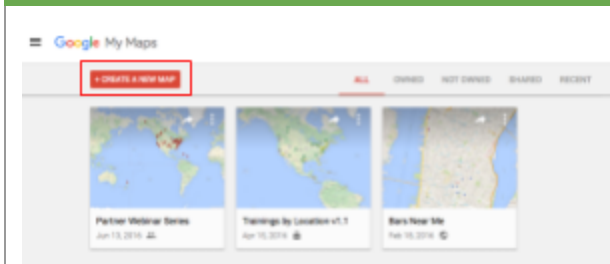 Google My Maps
+ CREATE A NEW MAP
ALL OWNED NOT OWNED SHARED RECENT
Partner Webinar Series
Jun 13, 2016
Trainings by Location v1.1
Apr 10, 2016
Bars Near Me
Feb 18, 2016